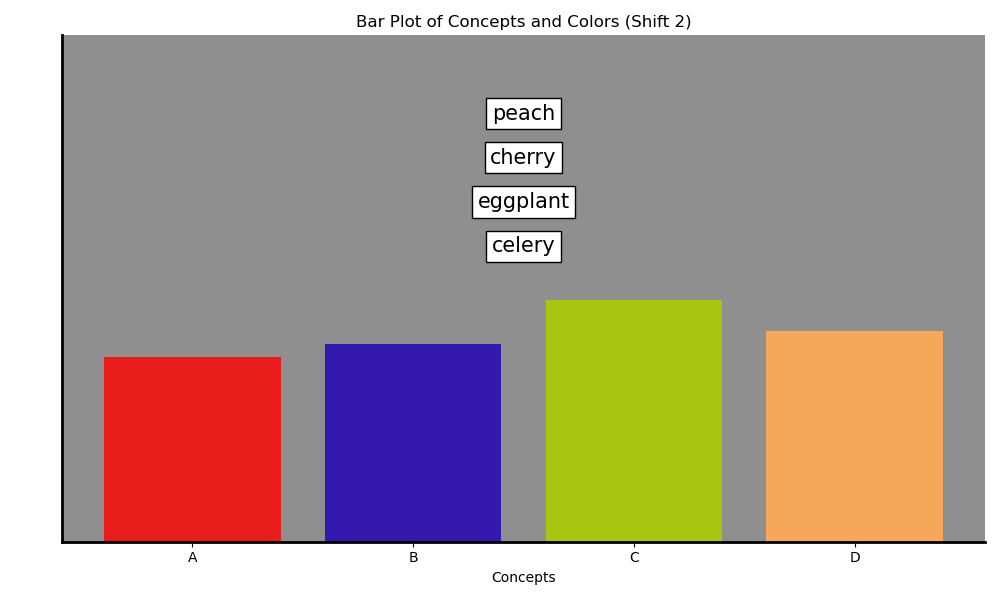 Bar Plot of Concepts and Colors (Shift 2)
peach
cherry
eggplant
celery
A B C D
Concepts